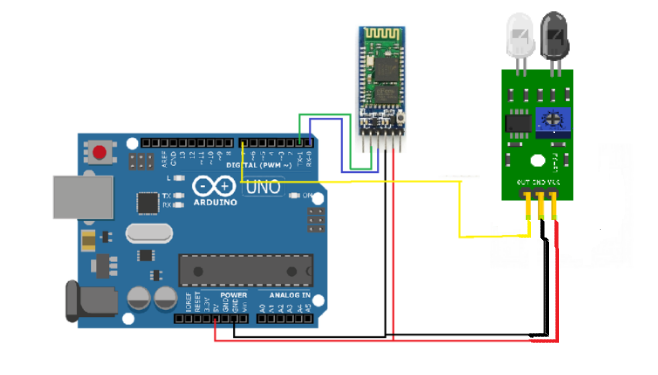 OUT GND VCC
AREF
GND
13
12
~11
~10
~9
8
7
~6
~5
4
~3
2
TX→1
RX←0
DIGITAL (PWM ~)
L
TX
RX
UNO
ON
ARDUINO
IOREF
RESET
3.3V
5V
GND
GND
Vin
POWER
ANALOG IN
A0
A1
A2
A3
A4
A5